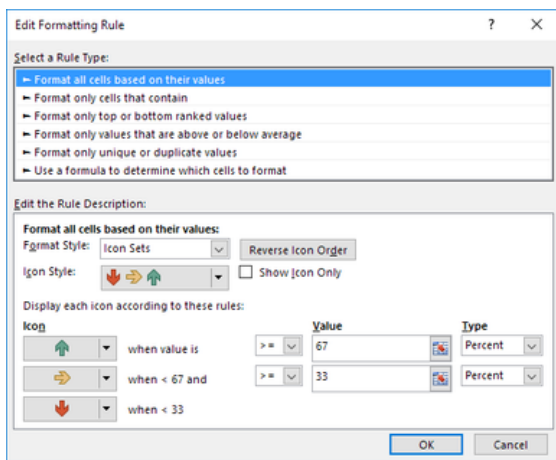 Edit Formatting Rule ? ×
Select a Rule Type:
► Format all cells based on their values
► Format only cells that contain
► Format only top or bottom ranked values
► Format only values that are above or below average
► Format only unique or duplicate values
► Use a formula to determine which cells to format
Edit the Rule Description:
Format all cells based on their values:
Format Style: Icon Sets Reverse Icon Order
Icon Style: Show Icon Only
Display each icon according to these rules:
Icon Value Type
when value is >= 67 Percent
when < 67 and >= 33 Percent
when < 33
OK Cancel